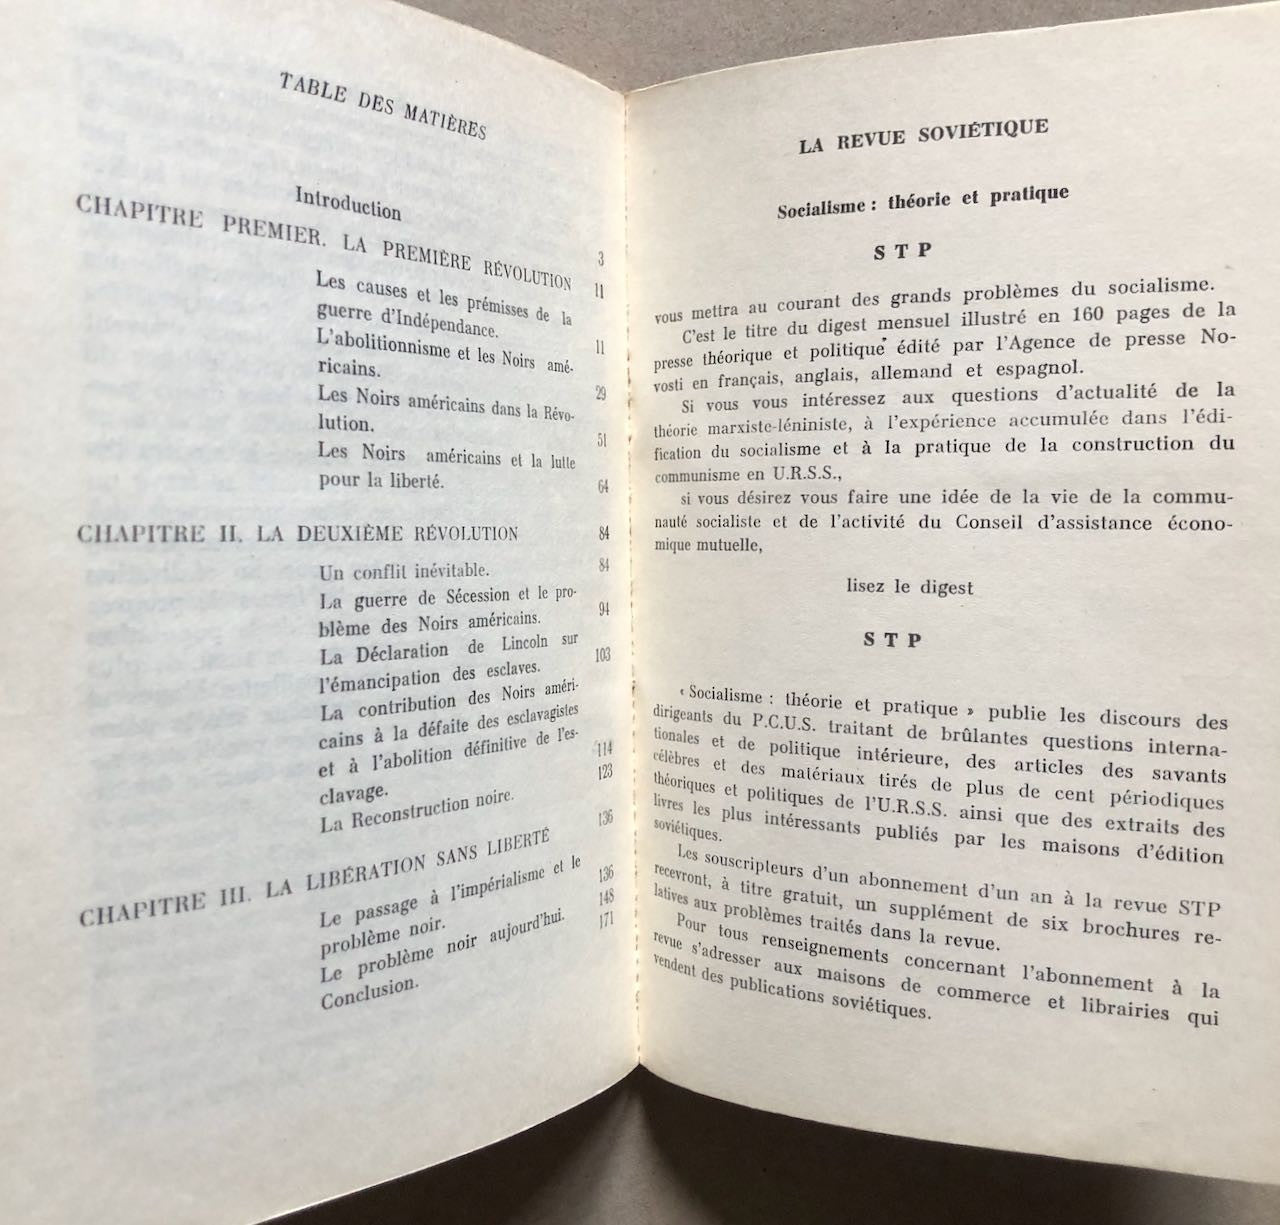 TABLE DES MATIÈRES
Introduction 3
CHAPITRE PREMIER. LA PREMIÈRE RÉVOLUTION 11
Les causes et les prémisses de la
guerre d'Indépendance. 11
L'abolitionnisme et les Noirs amé-
ricains. 29
Les Noirs américains dans la Révo-
lution. 51
Les Noirs américains et la lutte
pour la liberté. 64
CHAPITRE II. LA DEUXIÈME RÉVOLUTION 84
Un conflit inévitable. 84
La guerre de Sécession et le pro-
blème des Noirs américains. 94
La Déclaration de Lincoln sur
l'émancipation des esclaves. 103
La contribution des Noirs améri-
cains à la défaite des esclavagistes
et à l'abolition définitive de l'es-
clavage. 114
La Reconstruction noire. 123
CHAPITRE III. LA LIBÉRATION SANS LIBERTÉ 136
Le passage à l'impérialisme et le
problème noir. 136
Le problème noir aujourd'hui. 148
Conclusion. 171
LA REVUE SOVIÉTIQUE
Socialisme : théorie et pratique
S T P
vous mettra au courant des grands problèmes du socialisme.
C'est le titre du digest mensuel illustré en 160 pages de la
presse théorique et politique édité par l'Agence de presse No-
vosti en français, anglais, allemand et espagnol.
Si vous vous intéressez aux questions d'actualité de la
théorie marxiste-léniniste, à l'expérience accumulée dans l'édi-
fication du socialisme et à la pratique de la construction du
communisme en U.R.S.S.,
si vous désirez vous faire une idée de la vie de la commu-
nauté socialiste et de l'activité du Conseil d'assistance écono-
mique mutuelle,
lisez le digest
S T P
« Socialisme : théorie et pratique » publie les discours des
dirigeants du P.C.U.S. traitant de brûlantes questions interna-
tionales et de politique intérieure, des articles des savants
célèbres et des matériaux tirés de plus de cent périodiques
théoriques et politiques de l'U.R.S.S. ainsi que des extraits des
livres les plus intéressants publiés par les maisons d'édition
soviétiques.
Les souscripteurs d'un abonnement d'un an à la revue STP
recevront, à titre gratuit, un supplément de six brochures re-
latives aux problèmes traités dans la revue.
Pour tous renseignements concernant l'abonnement à la
revue s'adresser aux maisons de commerce et librairies qui
vendent des publications soviétiques.